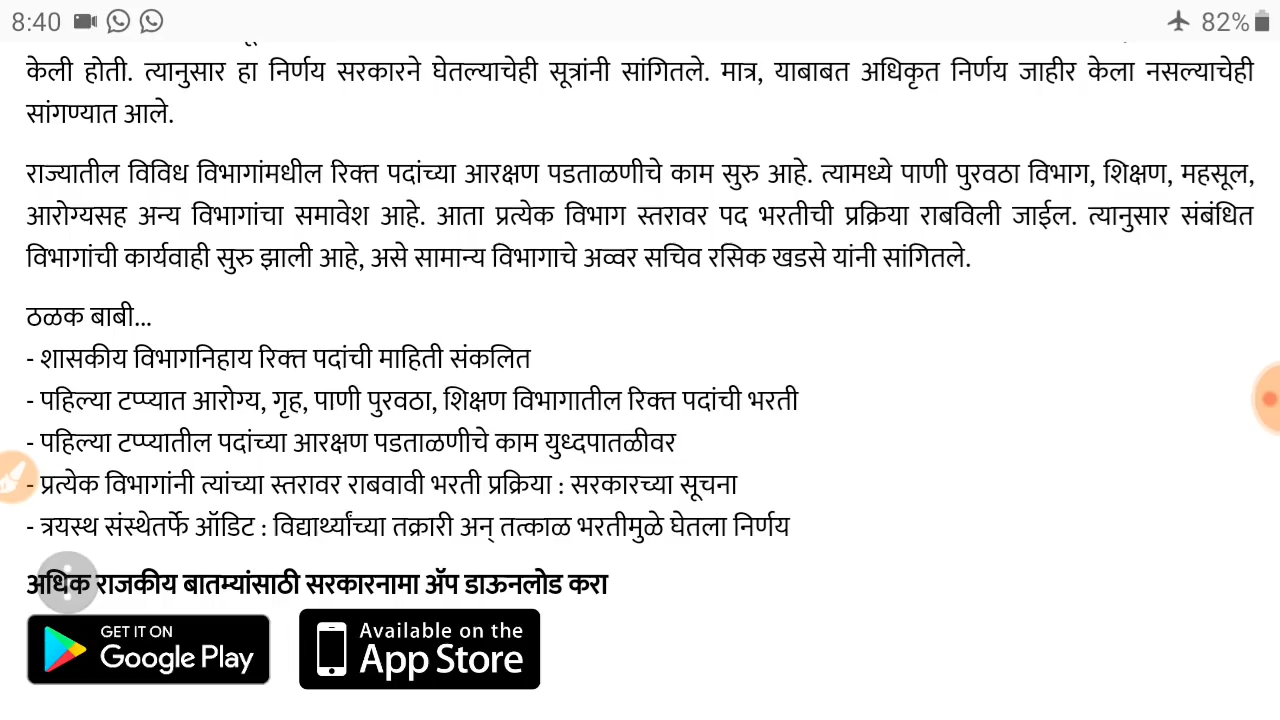 8:40
82%
केली होती. त्यानुसार हा निर्णय सरकारने घेतल्याचेही सूत्रांनी सांगितले. मात्र, याबाबत अधिकृत निर्णय जाहीर केला नसल्याचेही
सांगण्यात आले.
राज्यातील विविध विभागांमधील रिक्त पदांच्या आरक्षण पडताळणीचे काम सुरु आहे. त्यामध्ये पाणी पुरवठा विभाग, शिक्षण, महसूल,
आरोग्यसह अन्य विभागांचा समावेश आहे. आता प्रत्येक विभाग स्तरावर पद भरतीची प्रक्रिया राबविली जाईल. त्यानुसार संबंधित
विभागांची कार्यवाही सुरु झाली आहे, असे सामान्य विभागाचे अव्वर सचिव रसिक खडसे यांनी सांगितले.
ठळक बाबी...
- शासकीय विभागनिहाय रिक्त पदांची माहिती संकलित
- पहिल्या टप्प्यात आरोग्य, गृह, पाणी पुरवठा, शिक्षण विभागातील रिक्त पदांची भरती
- पहिल्या टप्प्यातील पदांच्या आरक्षण पडताळणीचे काम युध्दपातळीवर
- प्रत्येक विभागांनी त्यांच्या स्तरावर राबवावी भरती प्रक्रिया : सरकारच्या सूचना
- त्रयस्थ संस्थेतर्फे ऑडिट : विद्यार्थ्यांच्या तक्रारी अन् तत्काळ भरतीमुळे घेतला निर्णय
अधिक राजकीय बातम्यांसाठी सरकारनामा ॲप डाऊनलोड करा
GET IT ON
Google Play
Available on the
App Store